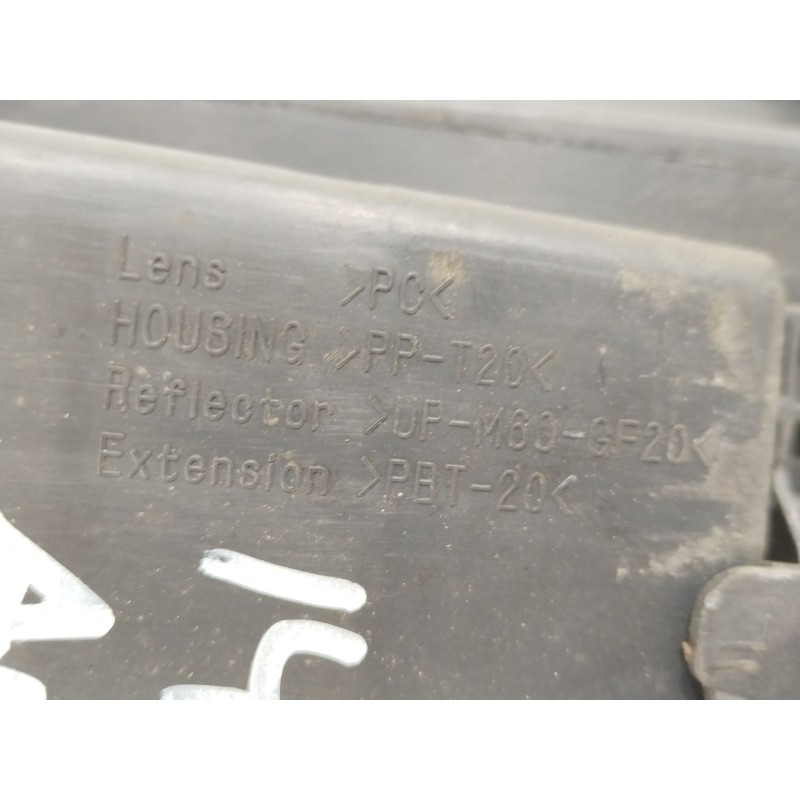 Lens >PC<
HOUSING >PP-T20<
Reflector >UP-M60-GF20<
Extension >PBT-20<